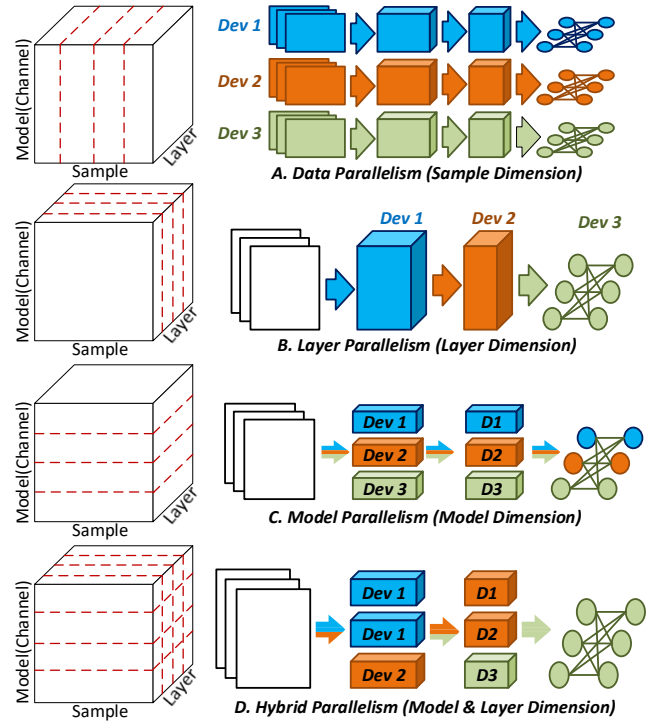 Model(Channel)
Layer
Sample
Dev 1
Dev 2
Dev 3
A. Data Parallelism (Sample Dimension)
Model(Channel)
Layer
Sample
Dev 1
Dev 2
Dev 3
B. Layer Parallelism (Layer Dimension)
Model(Channel)
Layer
Sample
Dev 1
D1
Dev 2
D2
Dev 3
D3
C. Model Parallelism (Model Dimension)
Model(Channel)
Layer
Sample
Dev 1
D1
Dev 1
D2
Dev 2
D3
D. Hybrid Parallelism (Model & Layer Dimension)